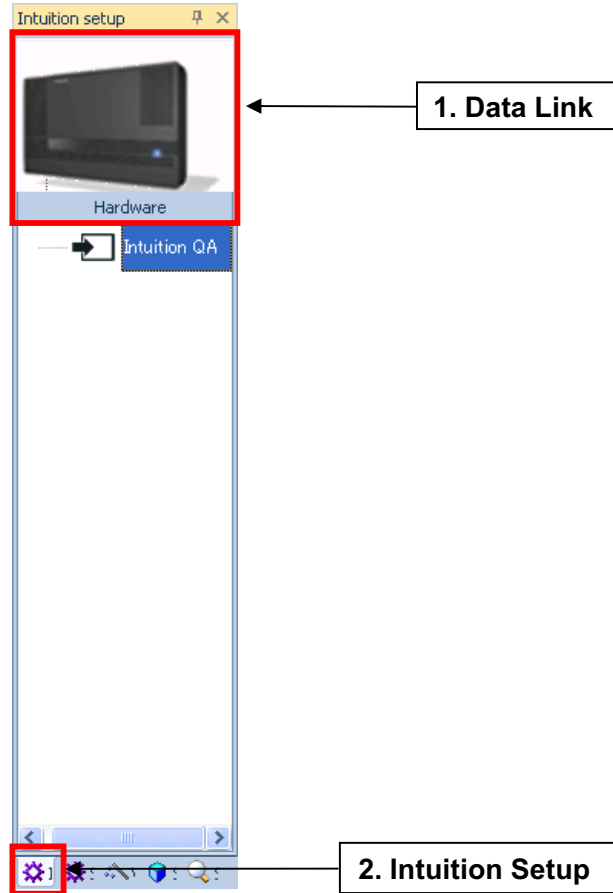 Intuition setup
1. Data Link
Hardware
Intuition QA
2. Intuition Setup